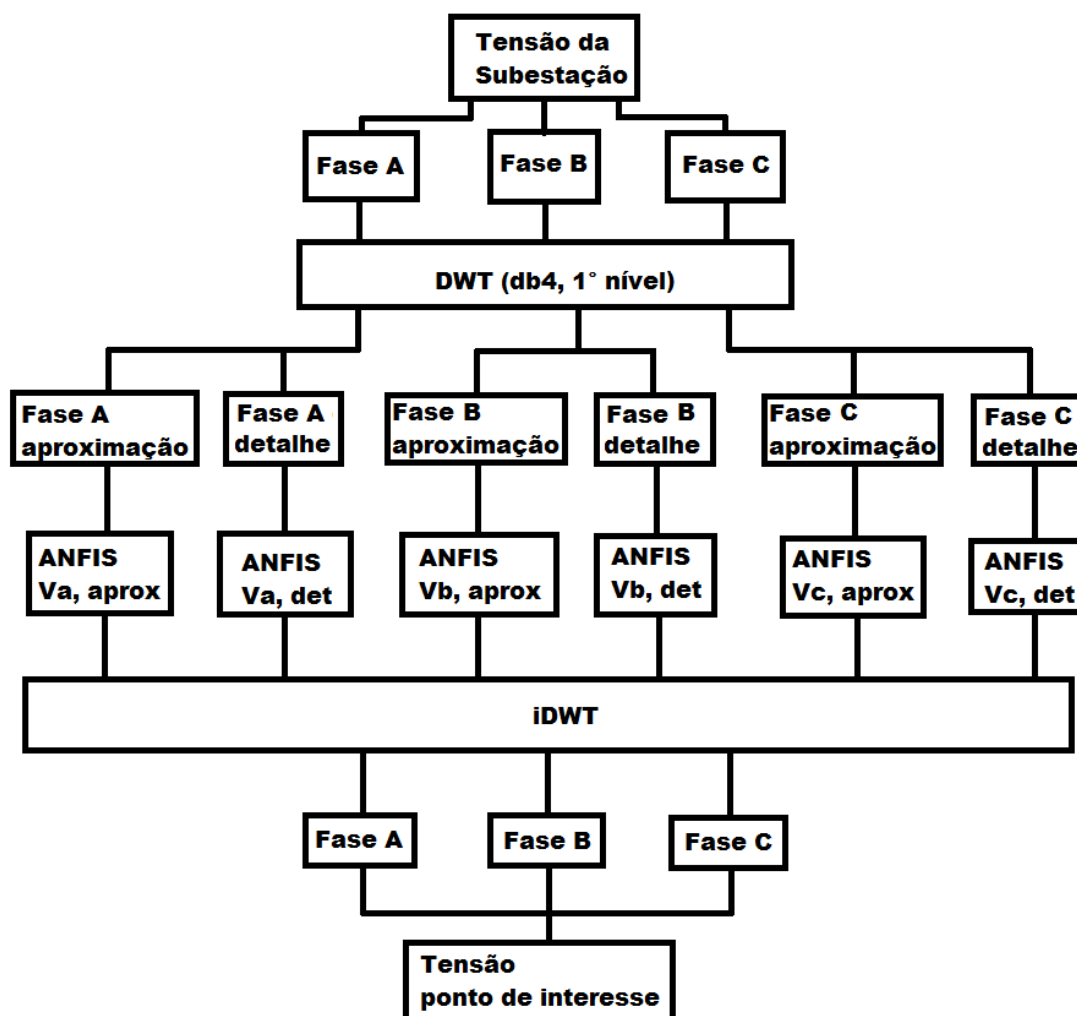 Tensão da
Subestação
Fase A
Fase B
Fase C
DWT (db4, 1° nível)
Fase A
aproximação
Fase A
detalhe
Fase B
aproximação
Fase B
detalhe
Fase C
aproximação
Fase C
detalhe
ANFIS
Va, aprox
ANFIS
Va, det
ANFIS
Vb, aprox
ANFIS
Vb, det
ANFIS
Vc, aprox
ANFIS
Vc, det
iDWT
Fase A
Fase B
Fase C
Tensão
ponto de interesse